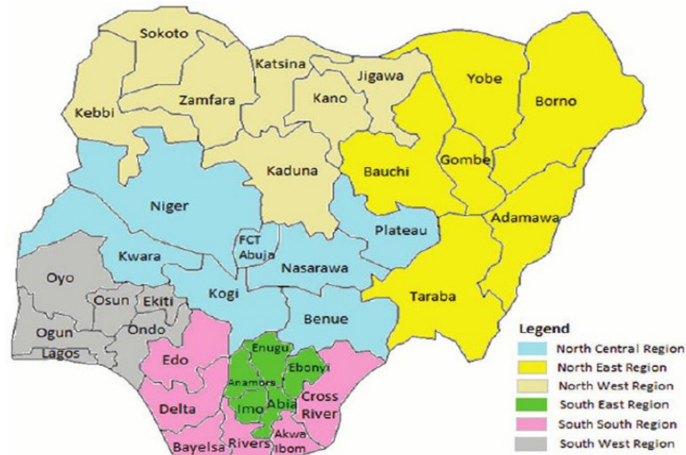 Sokoto
Katsina
Jigawa
Yobe
Borno
Zamfara
Kano
Kebbi
Kaduna
Bauchi
Gombe
Niger
Adamawa
Plateau
FCT
Abuja
Kwara
Nasarawa
Oyo
Kogi
Taraba
Osun
Ekiti
Benue
Ogun
Ondo
Lagos
Enugu
Edo
Ebonyi
Anamors
Delta
Imo
Abia
Cross
River
Bayelsa
Rivers
Akwa
Ibom
Legend
North Central Region
North East Region
North West Region
South East Region
South South Region
South West Region